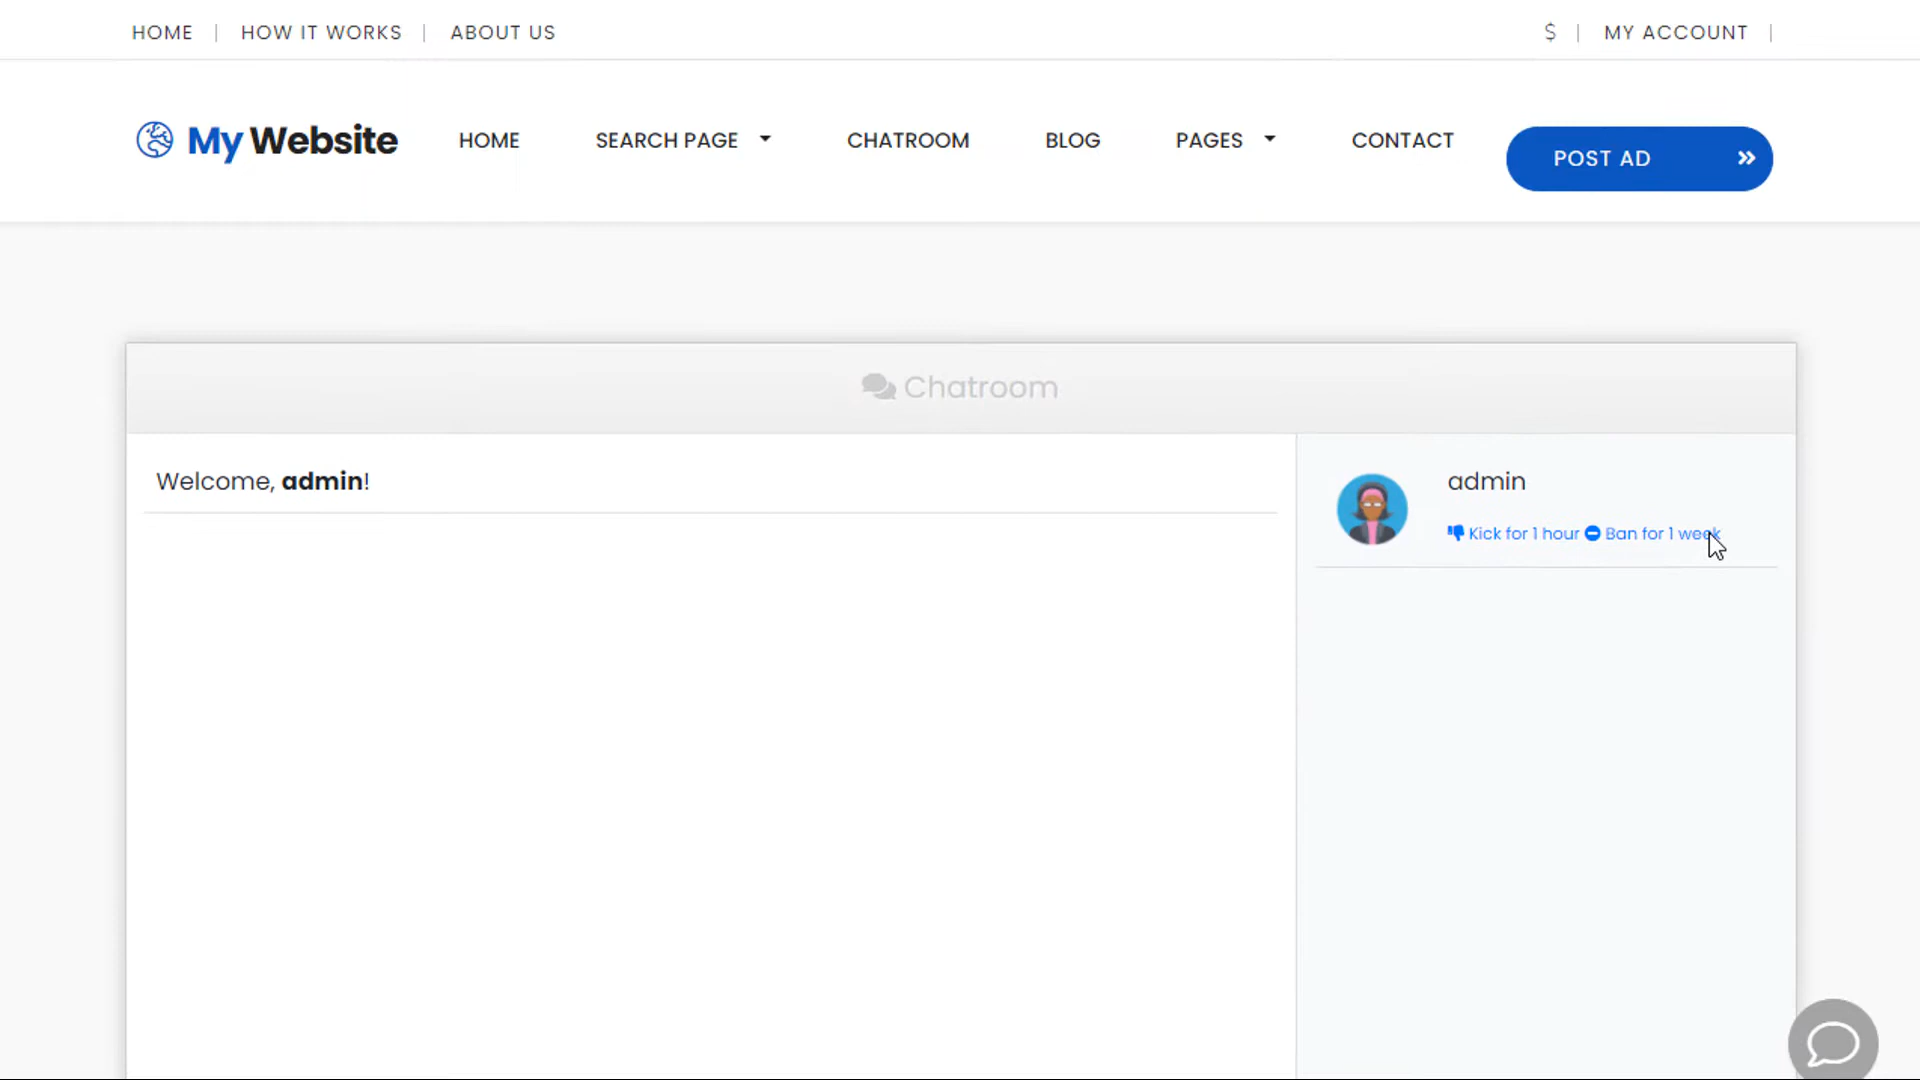 HOME | HOW IT WORKS | ABOUT US $ | MY ACCOUNT |
My Website HOME SEARCH PAGE CHATROOM BLOG PAGES CONTACT POST AD »
Chatroom
Welcome, admin!
admin
Kick for 1 hour Ban for 1 week